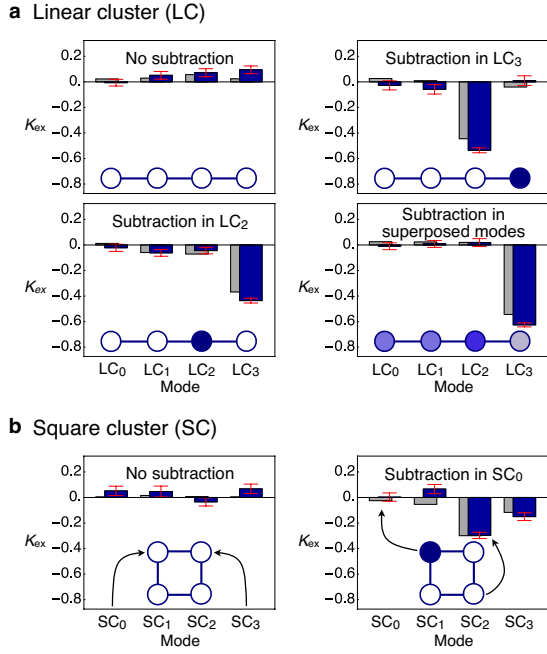 a Linear cluster (LC)
No subtraction
0.2
0.
−0.2
−0.4
−0.6
−0.8
Kex
Subtraction in LC3
0.2
0.
−0.2
−0.4
−0.6
−0.8
Kex
Subtraction in LC2
0.2
0.
−0.2
−0.4
−0.6
−0.8
Kex
LC0 LC1 LC2 LC3
Mode
Subtraction in
superposed modes
0.2
0.
−0.2
−0.4
−0.6
−0.8
Kex
LC0 LC1 LC2 LC3
Mode
b Square cluster (SC)
No subtraction
0.2
0.
−0.2
−0.4
−0.6
−0.8
Kex
SC0 SC1 SC2 SC3
Mode
Subtraction in SC0
0.2
0.
−0.2
−0.4
−0.6
−0.8
Kex
SC0 SC1 SC2 SC3
Mode